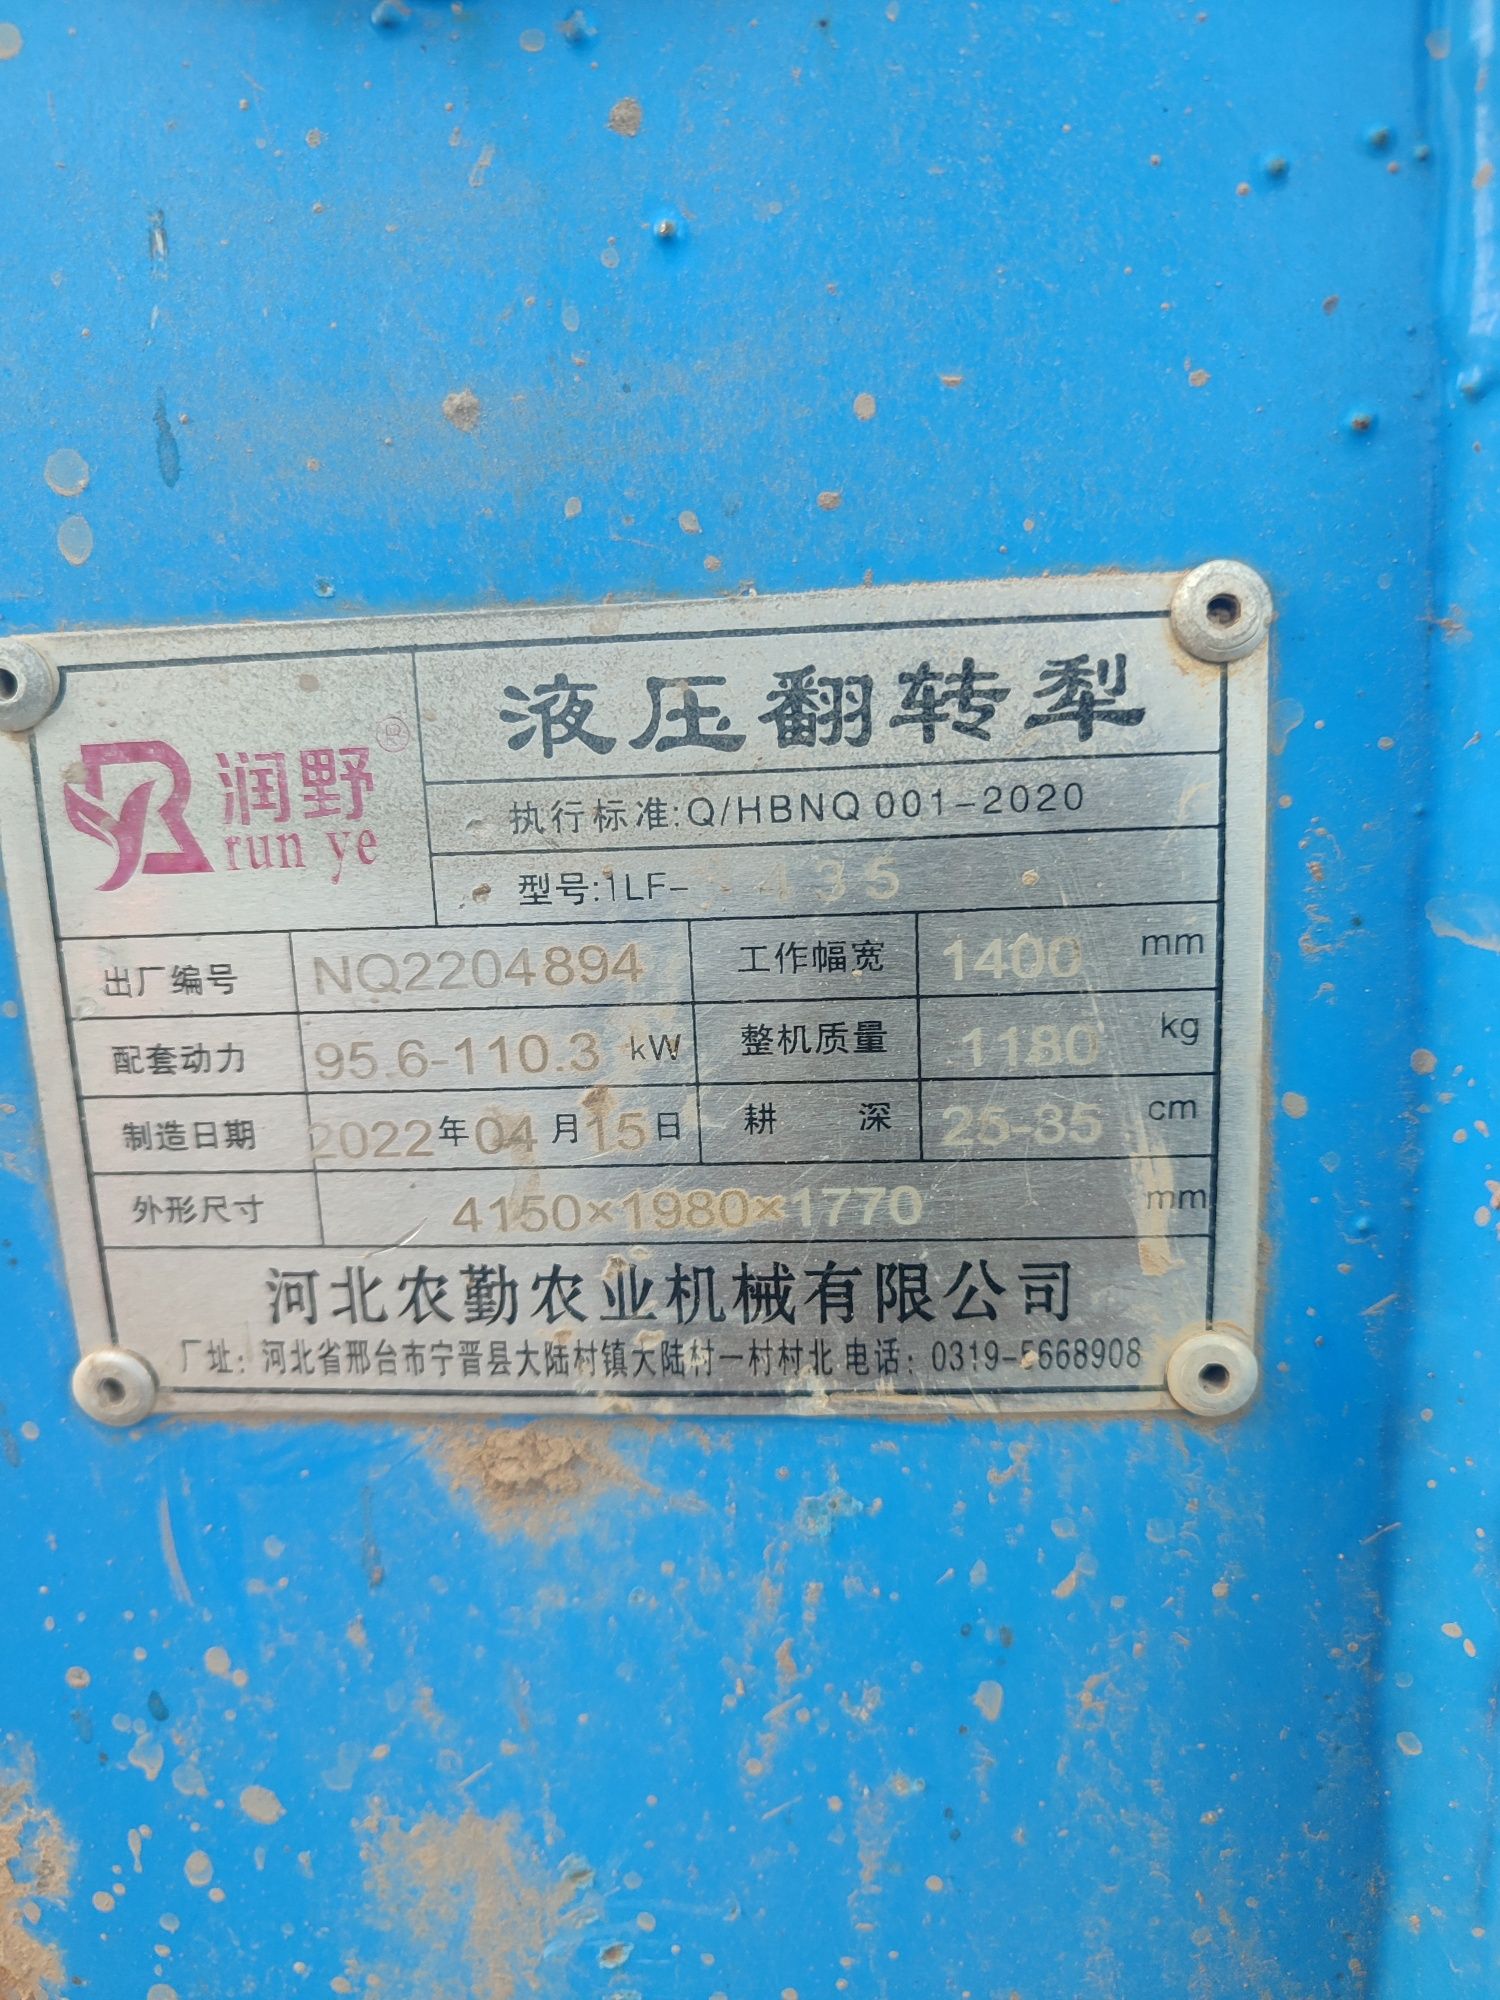 润野®
run ye
液压翻转犁
执行标准:Q/HBNQ 001-2020
型号:1LF- 435
出厂编号 NQ2204894 工作幅宽 1400 mm
配套动力 95.6-110.3 kW 整机质量 1180 kg
制造日期 2022年04月15日 耕 深 25-35 cm
外形尺寸 4150×1980×1770 mm
河北农勤农业机械有限公司
厂址：河北省邢台市宁晋县大陆村镇大陆村一村村北 电话：0319-5668908